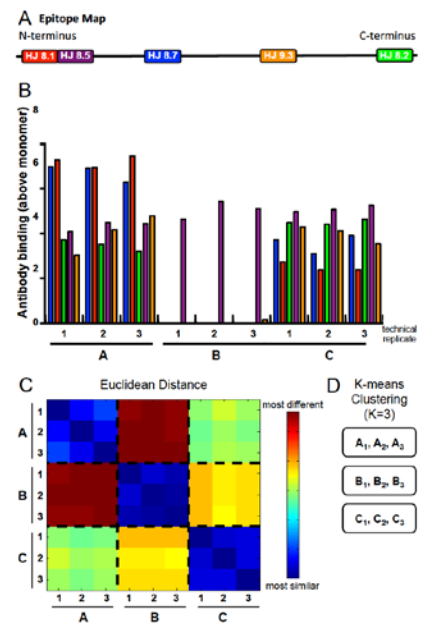 A Epitope Map
N-terminus C-terminus
HJ 8.1 HJ 8.5 HJ 8.7 HJ 9.3 HJ 8.2
B
Antibody binding (above monomer)
8
6
4
2
0
1 2 3 1 2 3 1 2 3 technical replicate
A B C
C Euclidean Distance
most different
most similar
A 1 2 3
B 1 2 3
C 1 2 3
1 2 3 1 2 3 1 2 3
A B C
D K-means
Clustering
(K=3)
A1, A2, A3
B1, B2, B3
C1, C2, C3